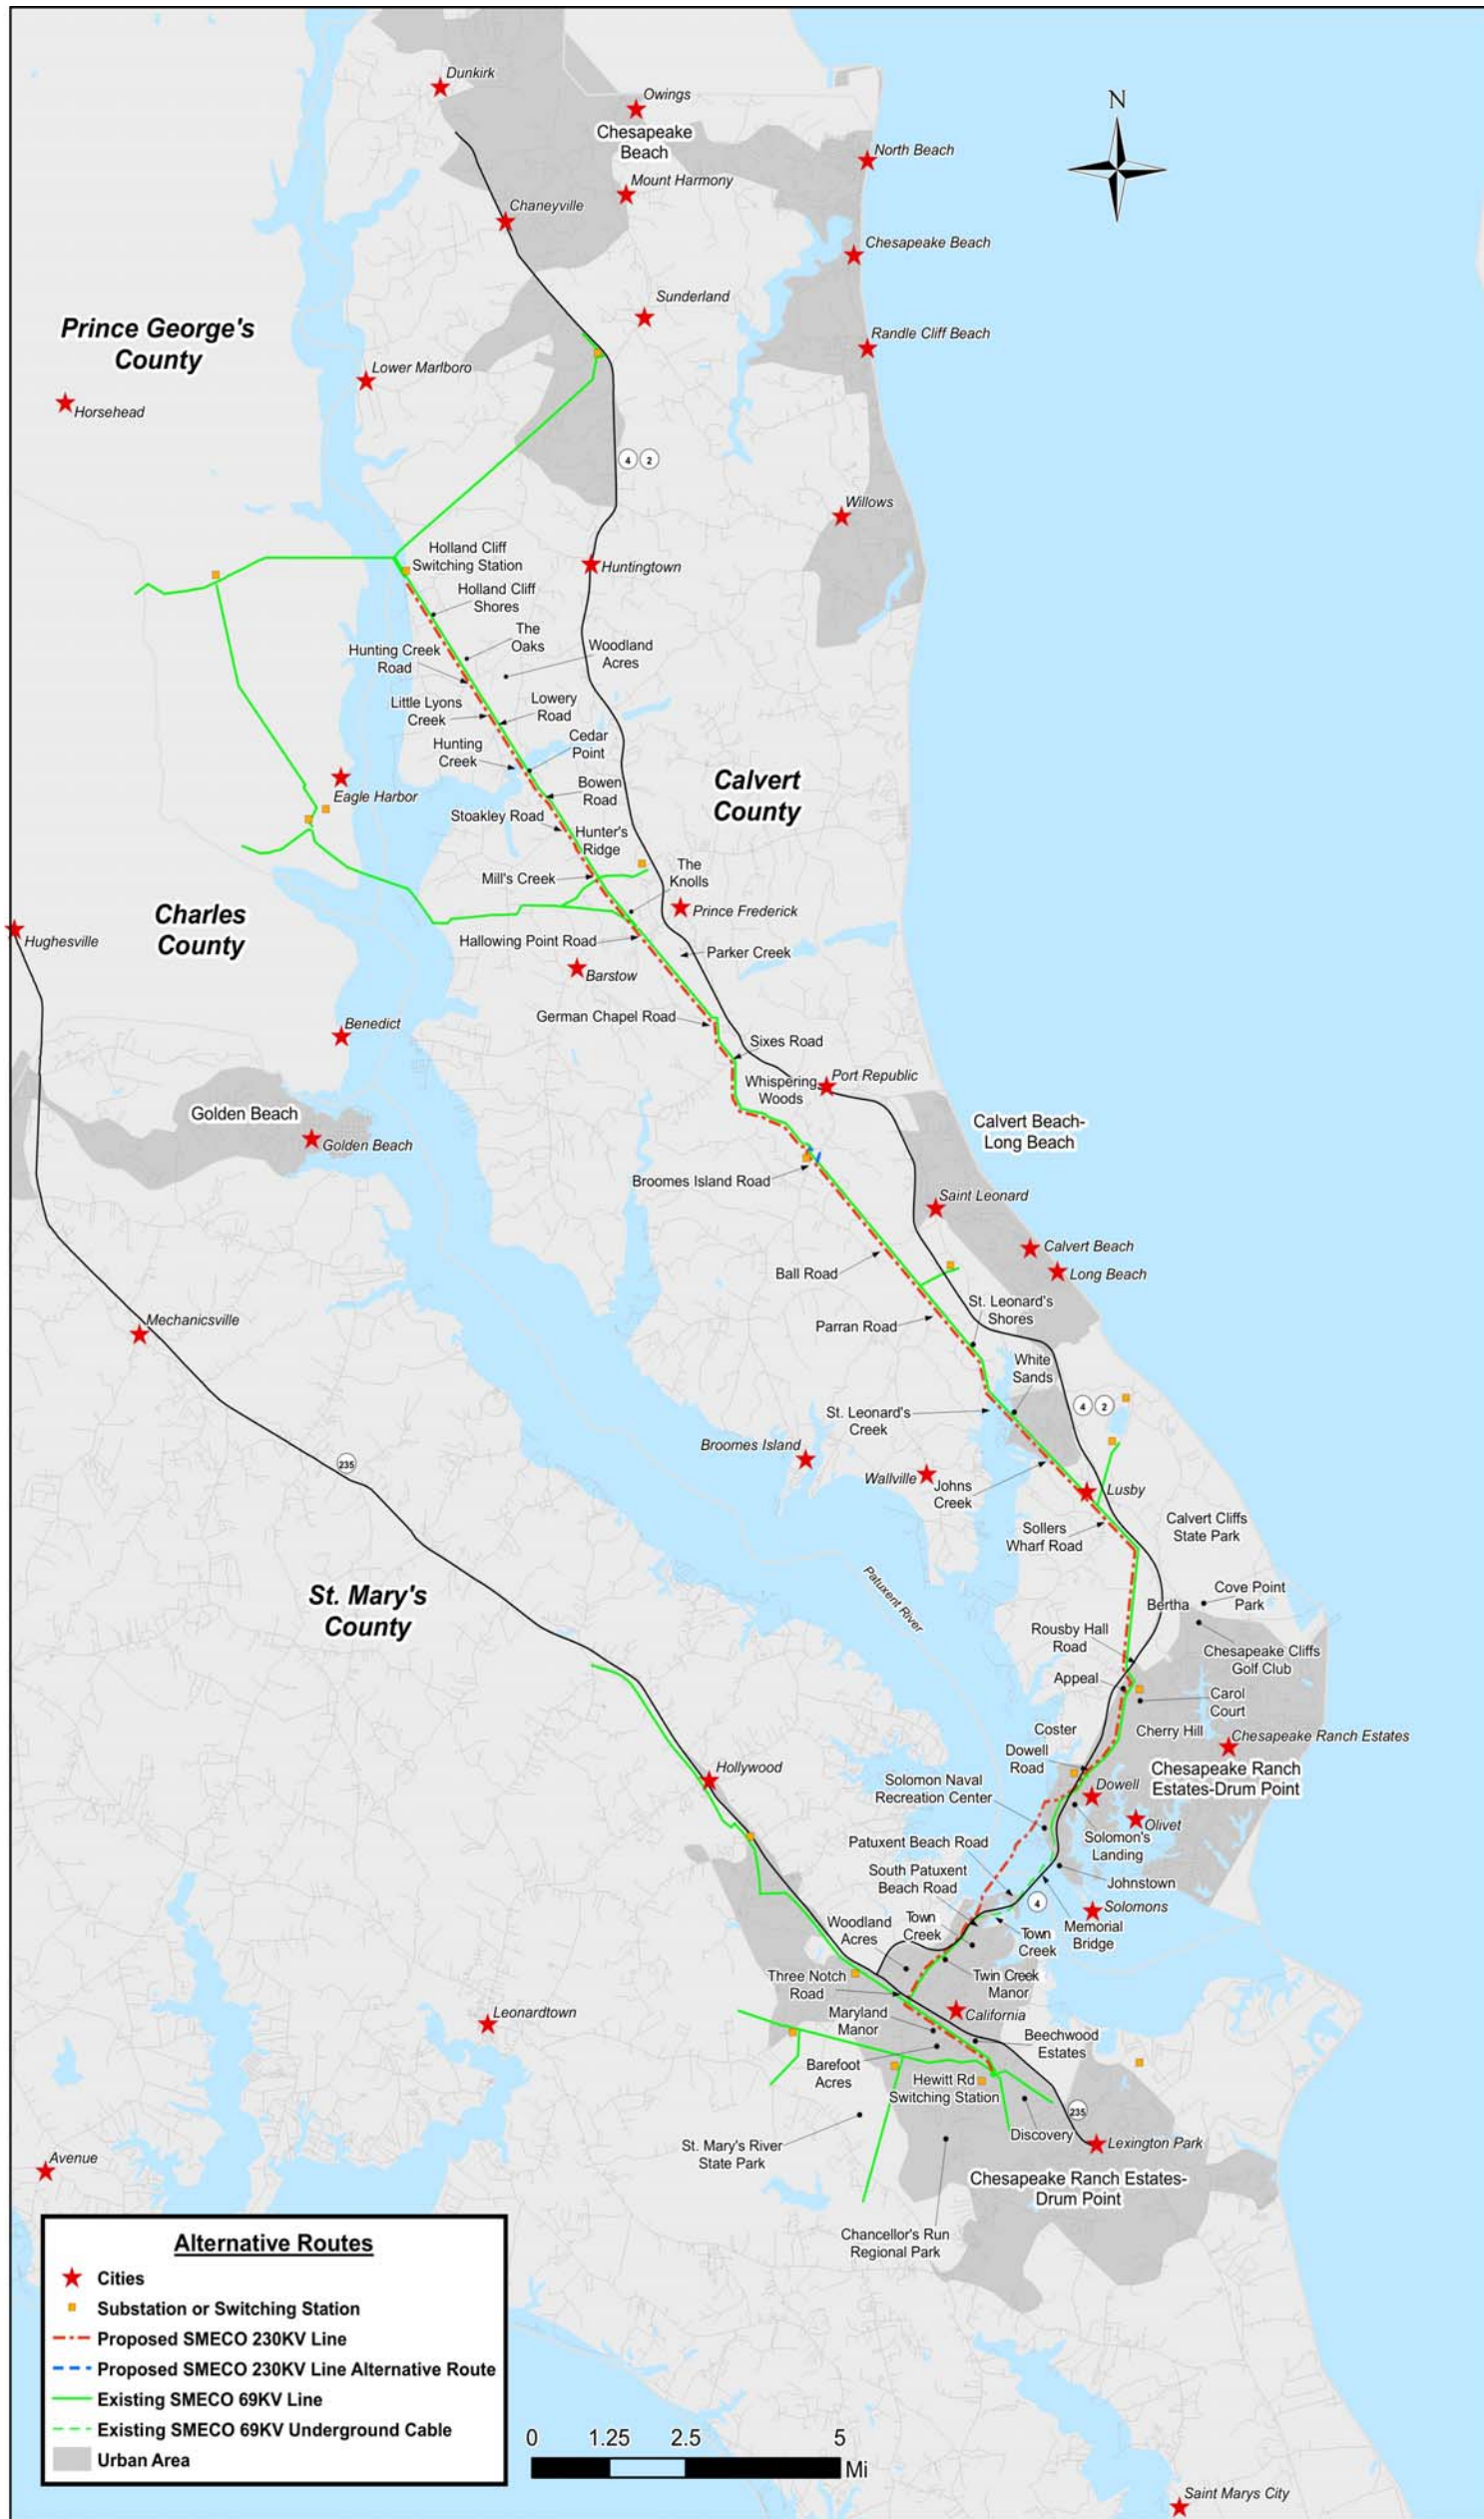 Dunkirk
Owings
Chesapeake
Beach
N
North Beach
Mount Harmony
Chaneyville
Chesapeake Beach
Sunderland
Prince George's
County
Randle Cliff Beach
Lower Marlboro
Horsehead
4 2
Willows
Holland Cliff
Switching Station
Huntingtown
Holland Cliff
Shores
The
Oaks
Hunting Creek
Road
Woodland
Acres
Little Lyons
Creek
Lowery
Road
Hunting
Creek
Cedar
Point
Calvert
County
Bowen
Road
Eagle Harbor
Stoakley Road
Hunter's
Ridge
The
Knolls
Mill's Creek
Charles
County
Prince Frederick
Hughesville
Hallowing Point Road
Parker Creek
Barstow
German Chapel Road
Benedict
Sixes Road
Whispering
Woods
Port Republic
Golden Beach
Golden Beach
Calvert Beach-
Long Beach
Broomes Island Road
Saint Leonard
Calvert Beach
Ball Road
Long Beach
St. Leonard's
Shores
Mechanicsville
Parran Road
White
Sands
4 2
St. Leonard's
Creek
Broomes Island
235
Wallville
Johns
Creek
Lusby
Sollers
Wharf Road
Calvert Cliffs
State Park
Patuxent River
St. Mary's
County
Cove Point
Park
Bertha
Rousby Hall
Road
Chesapeake Cliffs
Golf Club
Appeal
Carol
Court
Coster
Cherry Hill
Chesapeake Ranch Estates
Dowell
Road
Chesapeake Ranch
Estates-Drum Point
Hollywood
Solomon Naval
Recreation Center
Dowell
Olivet
Solomon's
Landing
Patuxent Beach Road
South Patuxent
Beach Road
Johnstown
4
Solomons
Woodland
Acres
Town
Creek
Town
Creek
Memorial
Bridge
Three Notch
Road
Twin Creek
Manor
Leonardtown
Maryland
Manor
California
Beechwood
Estates
Barefoot
Acres
Hewitt Rd
Switching Station
235
Discovery
St. Mary's River
State Park
Lexington Park
Avenue
Chesapeake Ranch Estates-
Drum Point
Chancellor's Run
Regional Park
Alternative Routes
Cities
Substation or Switching Station
Proposed SMECO 230KV Line
Proposed SMECO 230KV Line Alternative Route
Existing SMECO 69KV Line
Existing SMECO 69KV Underground Cable
Urban Area
0 1.25 2.5 5
Mi
Saint Marys City